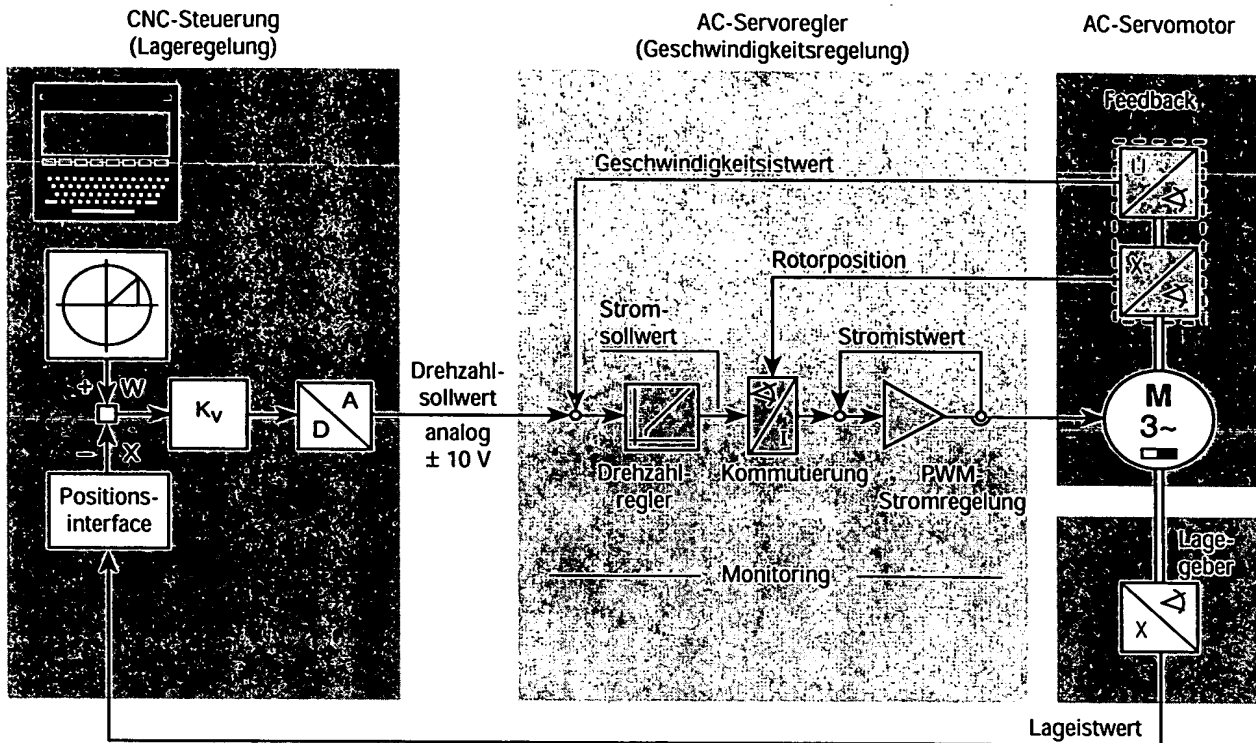 CNC-Steuerung
(Lageregelung)
AC-Servoregler
(Geschwindigkeitsregelung)
AC-Servomotor
Feedback
Geschwindigkeitsistwert
U
Rotorposition
X
Strom-
sollwert
Stromistwert
+ W
Drehzahl-
sollwert
analog
± 10 V
K_V
A
D
I
M
3~
− X
Positions-
interface
Drehzahl-
regler
Kommutierung
PWM-
Stromregelung
Monitoring
Lage-
geber
X
Lageistwert